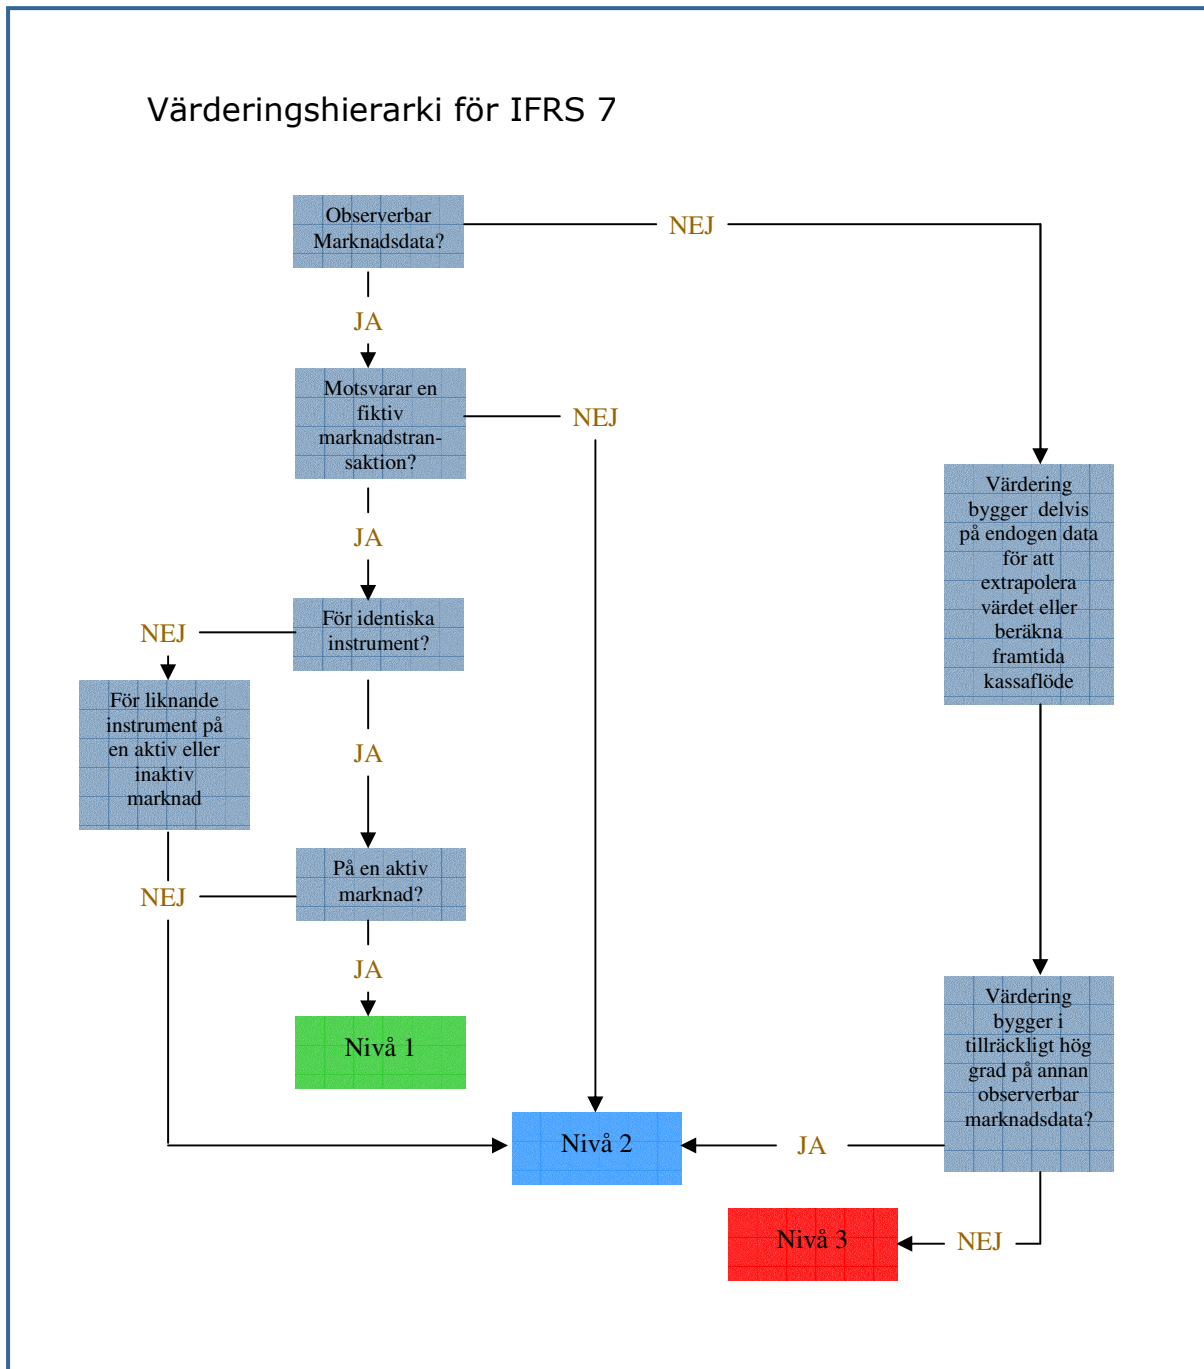 Värderingshierarki för IFRS 7
Observerbar
Marknadsdata?
NEJ
JA
Motsvarar en
fiktiv
marknadstran-
saktion?
NEJ
JA
För identiska
instrument?
NEJ
För liknande
instrument på
en aktiv eller
inaktiv
marknad
JA
På en aktiv
marknad?
NEJ
JA
Nivå 1
Värdering
bygger delvis
på endogen data
för att
extrapolera
värdet eller
beräkna
framtida
kassaflöde
Värdering
bygger i
tillräckligt hög
grad på annan
observerbar
marknadsdata?
JA
Nivå 2
NEJ
Nivå 3